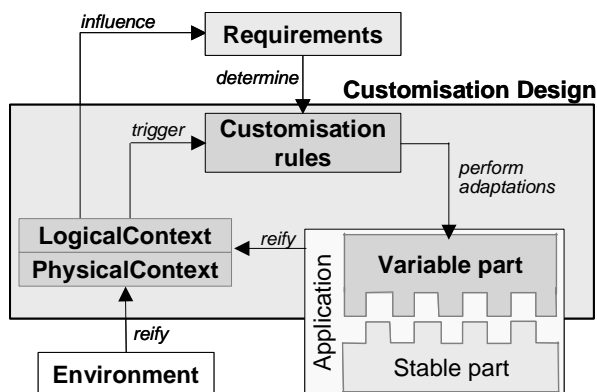 influence
Requirements
determine
Customisation Design
trigger
Customisation
rules
perform
adaptations
LogicalContext
PhysicalContext
reify
Application
Variable part
Stable part
reify
Environment